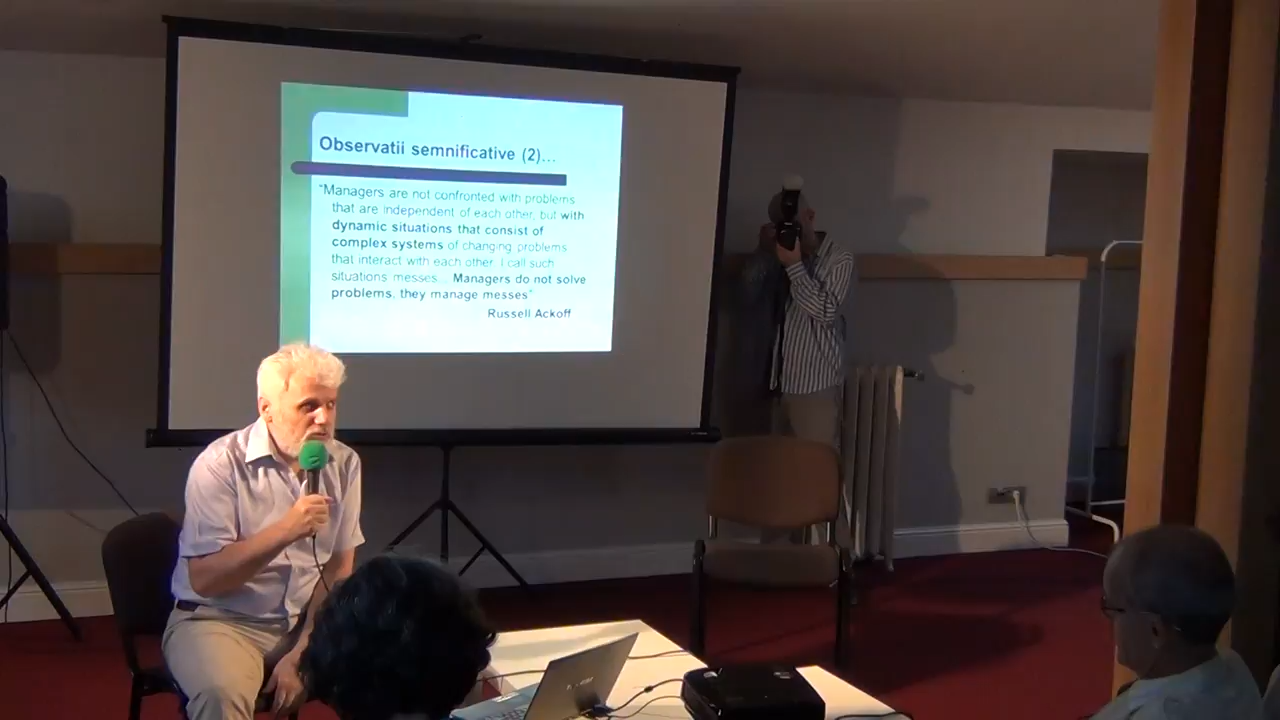 Observatii semnificative (2)...
"Managers are not confronted with problems
that are independent of each other, but with
dynamic situations that consist of
complex systems of changing problems
that interact with each other. I call such
situations messes... Managers do not solve
problems, they manage messes"
Russell Ackoff